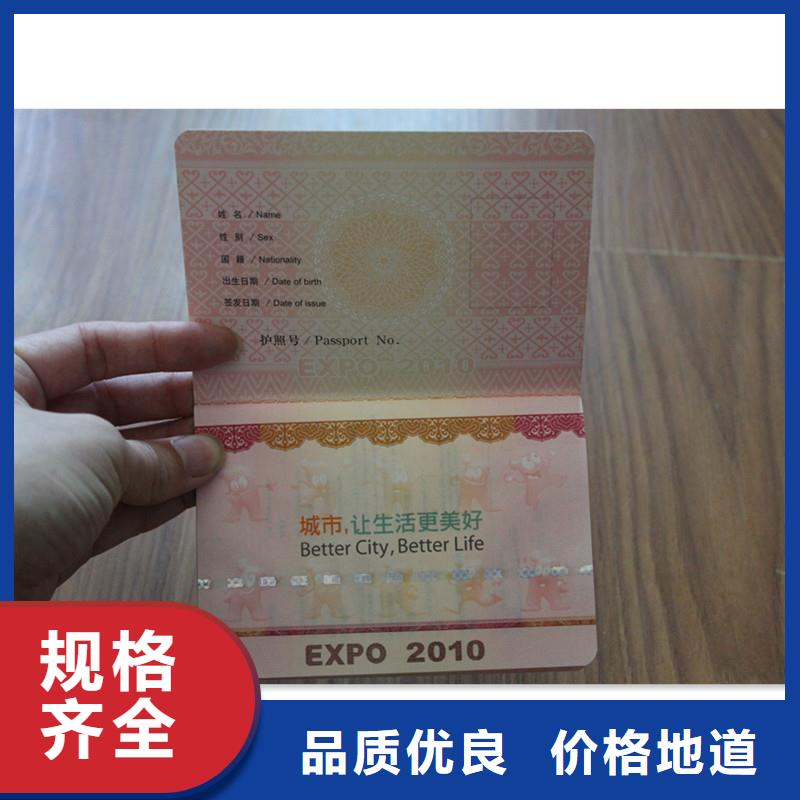 姓 名 / Name
性 别 / Sex
国 籍 / Nationality
出生日期 / Date of birth
签发日期 / Date of issue
护照号 / Passport No.
EXPO 2010
城市,让生活更美好
Better City, Better Life
EXPO 2010
规格
齐全
品质优良 价格地道